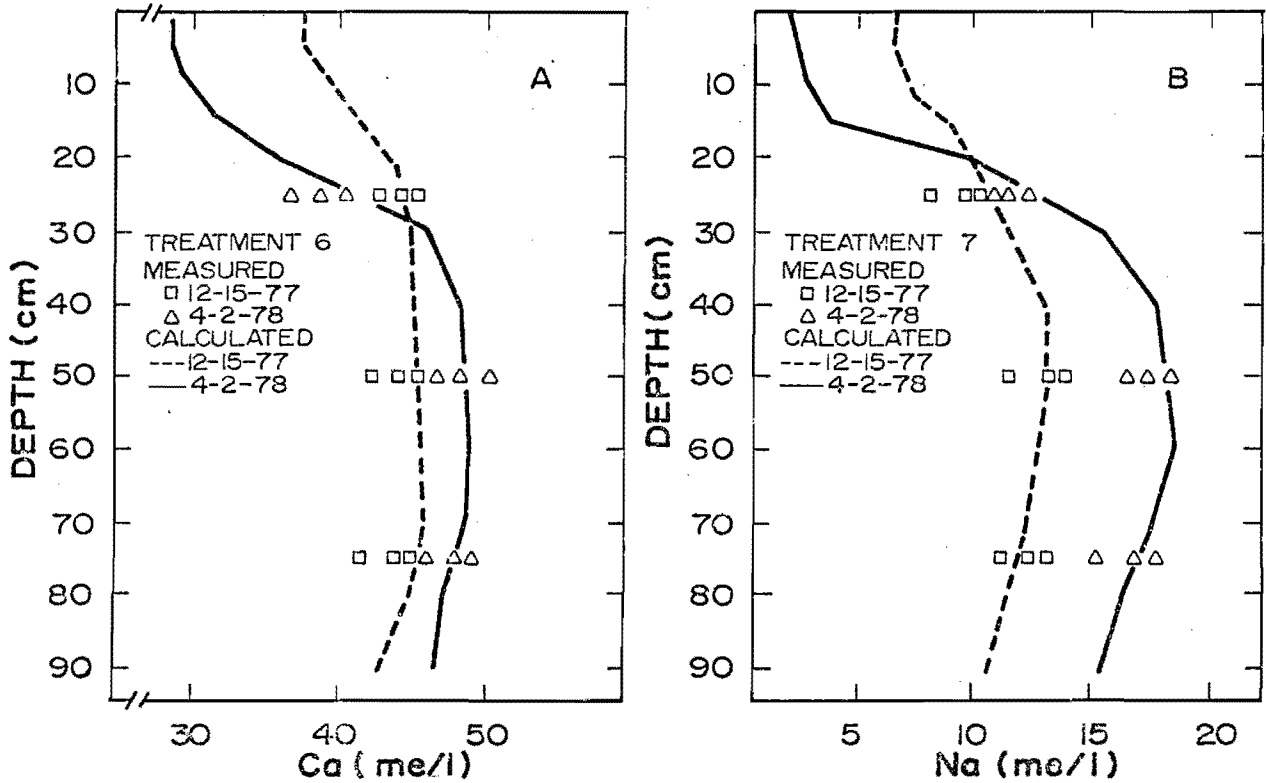 A
10
20
30
40
50
60
70
80
90
DEPTH (cm)
TREATMENT 6
MEASURED
□ 12-15-77
△ 4-2-78
CALCULATED
---12-15-77
— 4-2-78
30 40 50
Ca (me/l)
B
10
20
30
40
50
60
70
80
90
DEPTH (cm)
TREATMENT 7
MEASURED
□ 12-15-77
△ 4-2-78
CALCULATED
---12-15-77
— 4-2-78
5 10 15 20
Na (me/l)